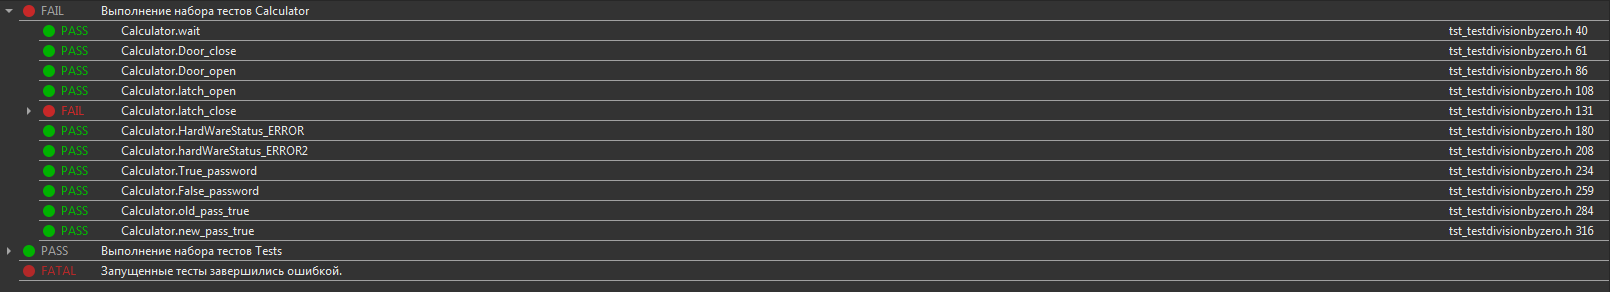 FAIL Выполнение набора тестов Calculator
PASS Calculator.wait tst_testdivisionbyzero.h 40
PASS Calculator.Door_close tst_testdivisionbyzero.h 61
PASS Calculator.Door_open tst_testdivisionbyzero.h 86
PASS Calculator.latch_open tst_testdivisionbyzero.h 108
FAIL Calculator.latch_close tst_testdivisionbyzero.h 131
PASS Calculator.HardWareStatus_ERROR tst_testdivisionbyzero.h 180
PASS Calculator.hardWareStatus_ERROR2 tst_testdivisionbyzero.h 208
PASS Calculator.True_password tst_testdivisionbyzero.h 234
PASS Calculator.False_password tst_testdivisionbyzero.h 259
PASS Calculator.old_pass_true tst_testdivisionbyzero.h 284
PASS Calculator.new_pass_true tst_testdivisionbyzero.h 316
PASS Выполнение набора тестов Tests
FATAL Запущенные тесты завершились ошибкой.